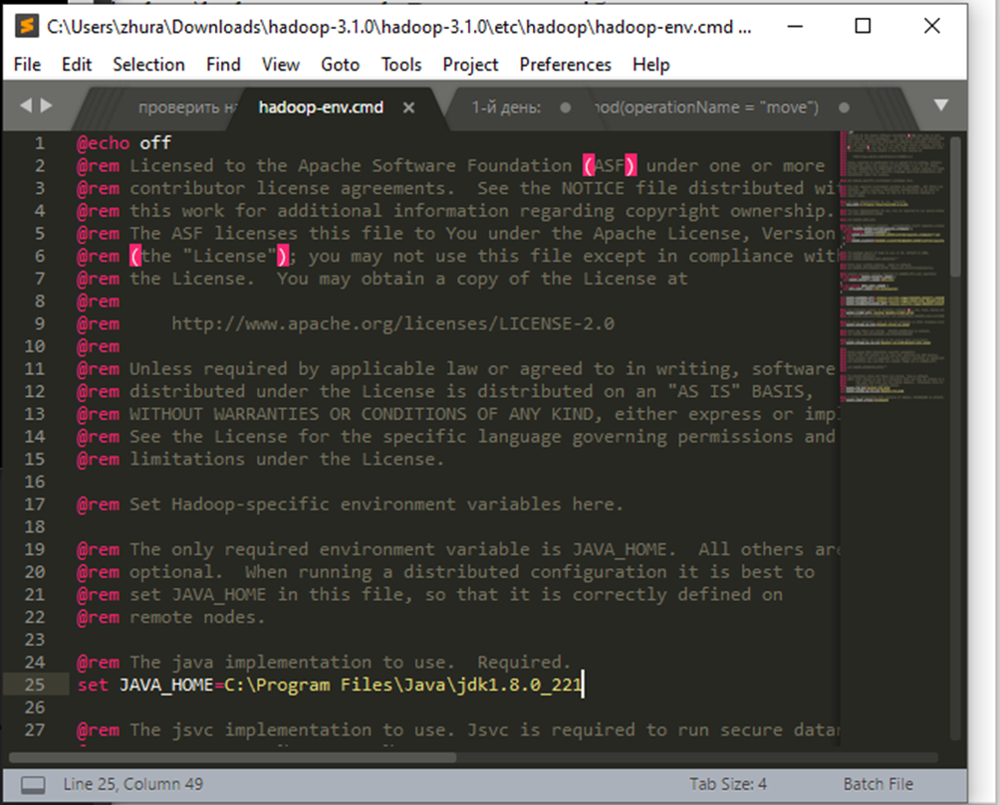 C:\Users\zhura\Downloads\hadoop-3.1.0\hadoop-3.1.0\etc\hadoop\hadoop-env.cmd ...
File Edit Selection Find View Goto Tools Project Preferences Help
проверить hadoop-env.cmd × 1-й день: (operationName = "move")
1 @echo off
2 @rem Licensed to the Apache Software Foundation (ASF) under one or more
3 @rem contributor license agreements.  See the NOTICE file distributed
4 @rem this work for additional information regarding copyright ownership.
5 @rem The ASF licenses this file to You under the Apache License, Version
6 @rem (the "License"); you may not use this file except in compliance
7 @rem the License.  You may obtain a copy of the License at
8 @rem
9 @rem     http://www.apache.org/licenses/LICENSE-2.0
10 @rem
11 @rem Unless required by applicable law or agreed to in writing, software
12 @rem distributed under the License is distributed on an "AS IS" BASIS,
13 @rem WITHOUT WARRANTIES OR CONDITIONS OF ANY KIND, either express or
14 @rem See the License for the specific language governing permissions and
15 @rem limitations under the License.
16
17 @rem Set Hadoop-specific environment variables here.
18
19 @rem The only required environment variable is JAVA_HOME.  All others are
20 @rem optional.  When running a distributed configuration it is best to
21 @rem set JAVA_HOME in this file, so that it is correctly defined on
22 @rem remote nodes.
23
24 @rem The java implementation to use.  Required.
25 set JAVA_HOME=C:\Program Files\Java\jdk1.8.0_221
26
27 @rem The jsvc implementation to use. Jsvc is required to run secure
Line 25, Column 49 Tab Size: 4 Batch File